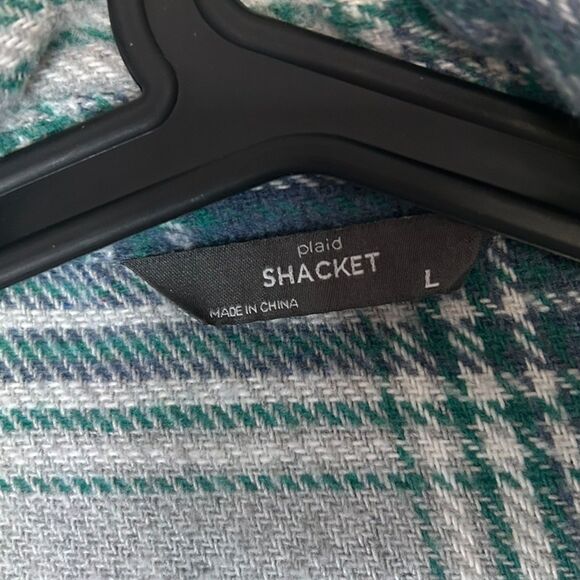 plaid
SHACKET
L
MADE IN CHINA